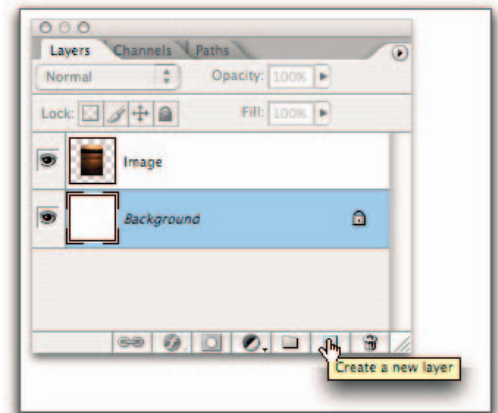 Layers Channels Paths
Normal Opacity: 100%
Lock: Fill: 100%
Image
Background
Create a new layer